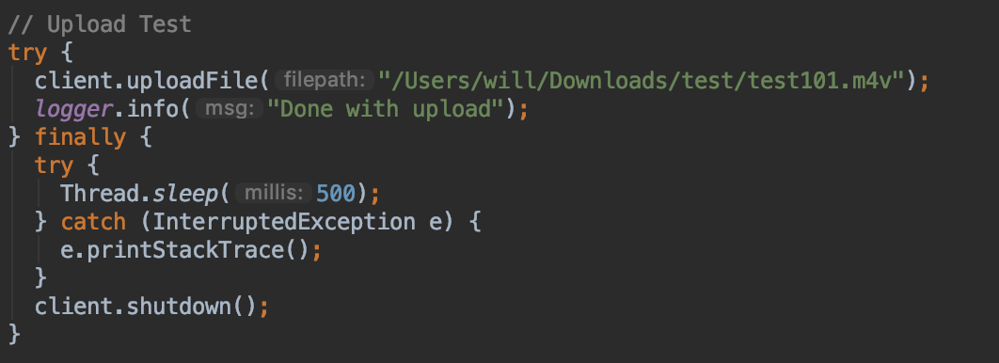 // Upload Test
try {
  client.uploadFile( filepath: "/Users/will/Downloads/test/test101.m4v");
  logger.info( msg: "Done with upload");
} finally {
  try {
    Thread.sleep( millis: 500);
  } catch (InterruptedException e) {
    e.printStackTrace();
  }
  client.shutdown();
}